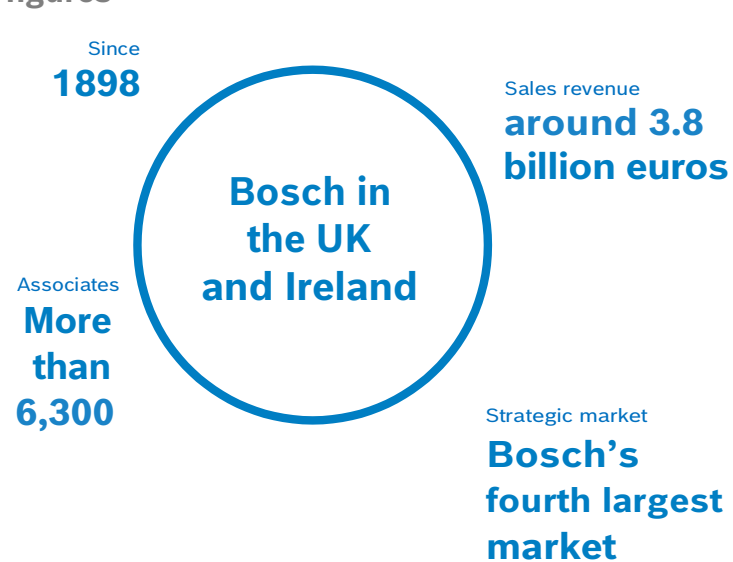 figures
Since
1898
Sales revenue
around 3.8
billion euros
Bosch in
the UK
and Ireland
Associates
More
than
6,300
Strategic market
Bosch’s
fourth largest
market